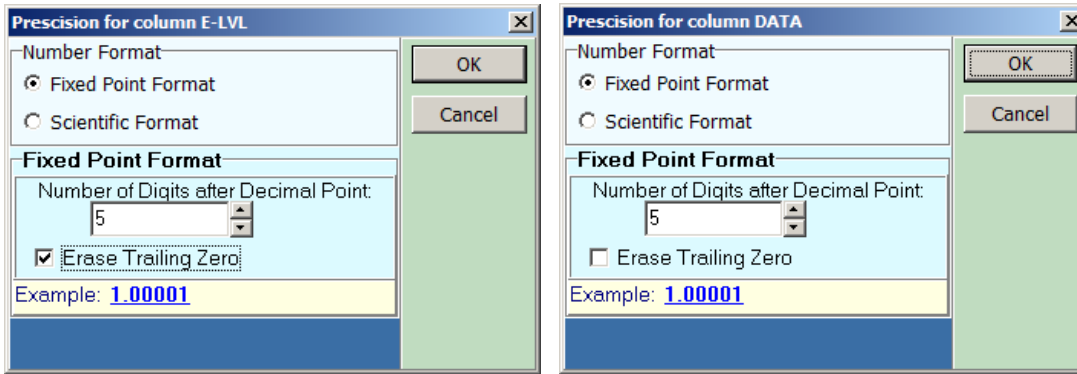 Prescision for column E-LVL
Number Format
Fixed Point Format
Scientific Format
OK
Cancel
Fixed Point Format
Number of Digits after Decimal Point:
5
Erase Trailing Zero
Example: 1.00001
Prescision for column DATA
Number Format
Fixed Point Format
Scientific Format
OK
Cancel
Fixed Point Format
Number of Digits after Decimal Point:
5
Erase Trailing Zero
Example: 1.00001